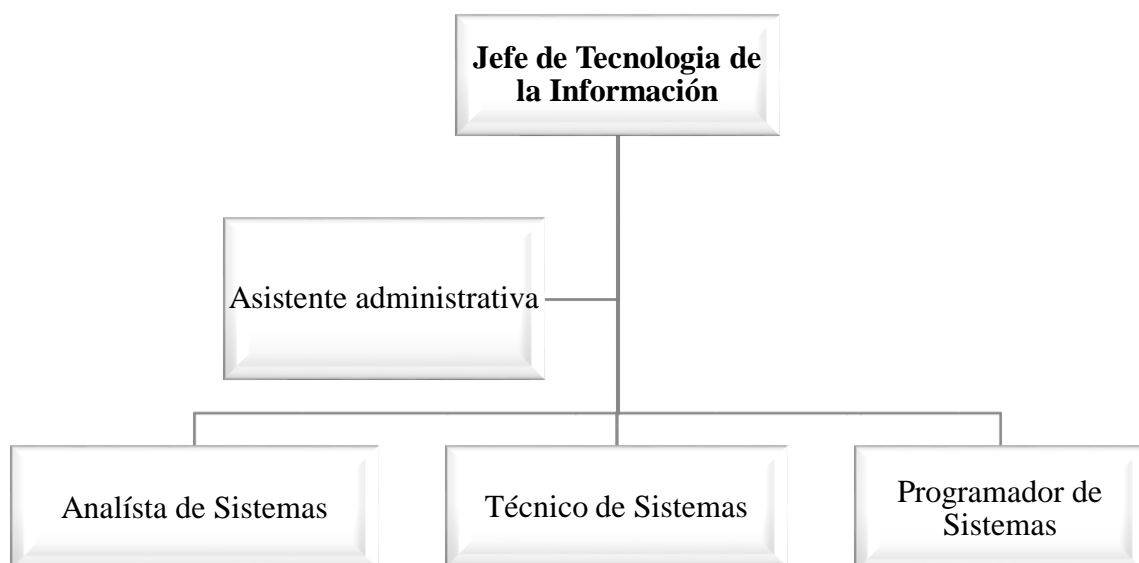 Jefe de Tecnologia de
la Información
Asistente administrativa
Analísta de Sistemas
Técnico de Sistemas
Programador de
Sistemas